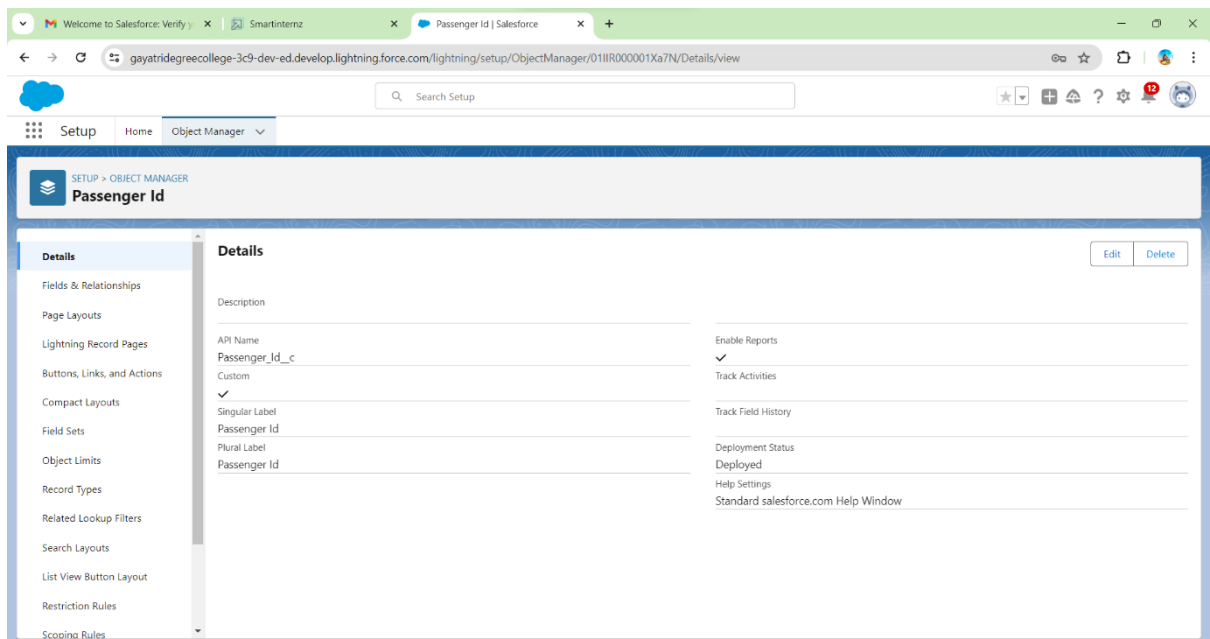 Welcome to Salesforce: Verify y
Smartinternz
Passenger Id | Salesforce
gayatridegreecollege-3c9-dev-ed.develop.lightning.force.com/lightning/setup/ObjectManager/01IIR000001Xa7N/Details/view
Search Setup
12
Setup
Home
Object Manager
SETUP > OBJECT MANAGER
Passenger Id
Details
Fields & Relationships
Page Layouts
Lightning Record Pages
Buttons, Links, and Actions
Compact Layouts
Field Sets
Object Limits
Record Types
Related Lookup Filters
Search Layouts
List View Button Layout
Restriction Rules
Scoping Rules
Details
Edit
Delete
Description
API Name
Passenger_Id__c
Custom
Singular Label
Passenger Id
Plural Label
Passenger Id
Enable Reports
Track Activities
Track Field History
Deployment Status
Deployed
Help Settings
Standard salesforce.com Help Window